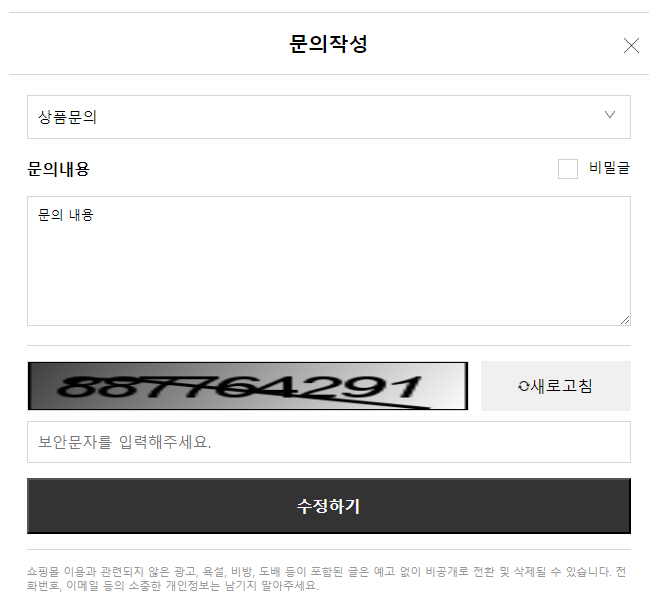 문의작성
상품문의
문의내용
비밀글
문의 내용
887764291
새로고침
보안문자를 입력해주세요.
수정하기
쇼핑몰 이용과 관련되지 않은 광고, 욕설, 비방, 도배 등이 포함된 글은 예고 없이 비공개로 전환 및 삭제될 수 있습니다. 전
화번호, 이메일 등의 소중한 개인정보는 남기지 말아주세요.